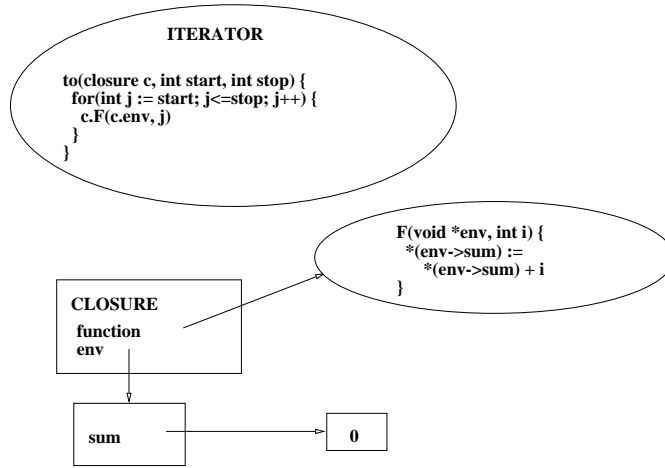 ITERATOR
to(closure c, int start, int stop) {
for(int j := start; j<=stop; j++) {
c.F(c.env, j)
}
}
F(void *env, int i) {
*(env->sum) :=
*(env->sum) + i
}
CLOSURE
function
env
sum
0